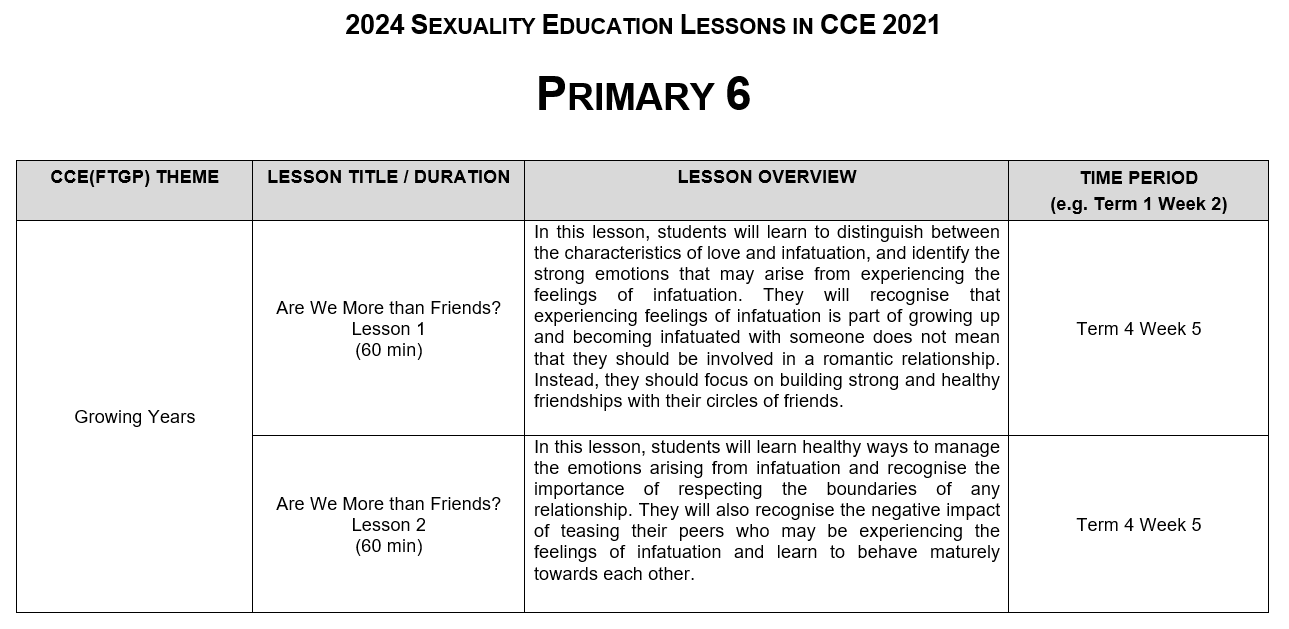 2024 SEXUALITY EDUCATION LESSONS IN CCE 2021
PRIMARY 6
CCE(FTGP) THEME
LESSON TITLE / DURATION
LESSON OVERVIEW
TIME PERIOD
(e.g. Term 1 Week 2)
Growing Years
Are We More than Friends?
Lesson 1
(60 min)
In this lesson, students will learn to distinguish between
the characteristics of love and infatuation, and identify the
strong emotions that may arise from experiencing the
feelings of infatuation. They will recognise that
experiencing feelings of infatuation is part of growing up
and becoming infatuated with someone does not mean
that they should be involved in a romantic relationship.
Instead, they should focus on building strong and healthy
friendships with their circles of friends.
Term 4 Week 5
Are We More than Friends?
Lesson 2
(60 min)
In this lesson, students will learn healthy ways to manage
the emotions arising from infatuation and recognise the
importance of respecting the boundaries of any
relationship. They will also recognise the negative impact
of teasing their peers who may be experiencing the
feelings of infatuation and learn to behave maturely
towards each other.
Term 4 Week 5